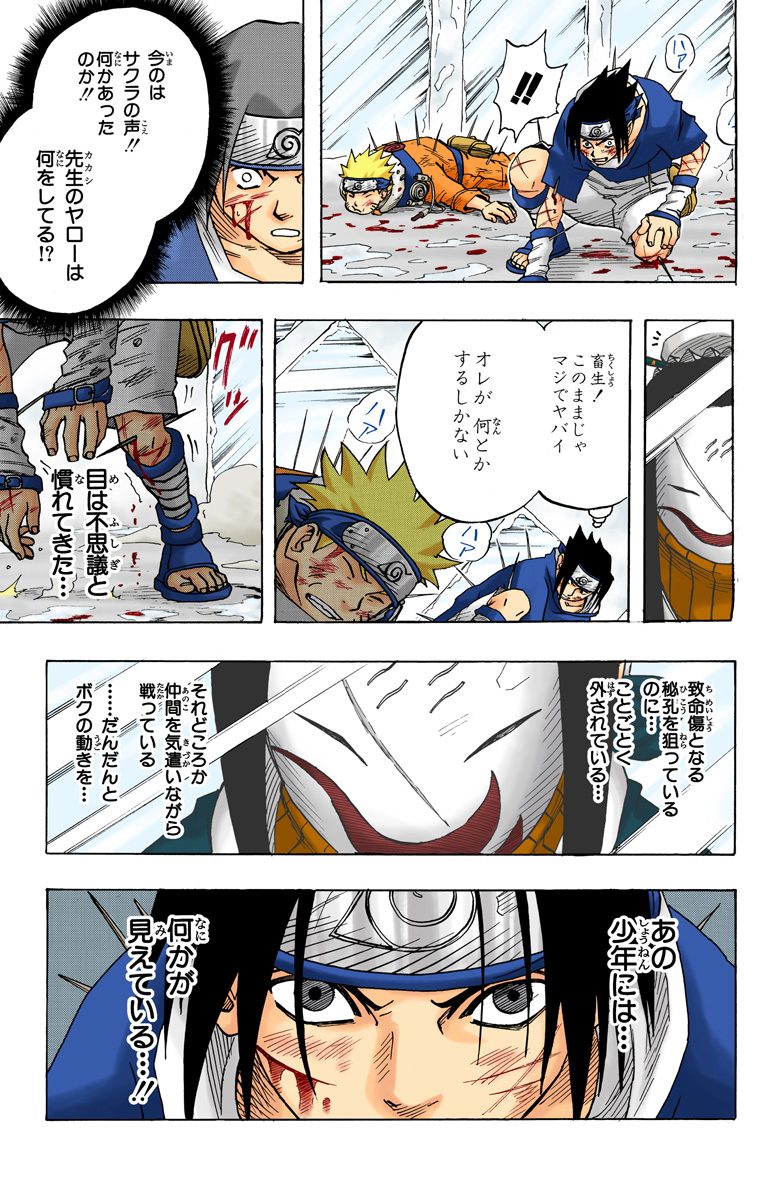 ハァ
!!
今のは
サクラの声!!
何かあった
のか!!
先生のヤローは
何をしてる!?
畜生!
このままじゃ
マジでヤバイ
オレが 何とか
するしかない
ハァ
ハァ
グッ
目は不思議と
慣れてきた…
致命傷となる
秘孔を狙っている
のに…
ことごとく
外されている…
それどころか
仲間を気遣いながら
戦っている
……だんだんと
ボクの動きを…
あの
少年には…
何かが
見えている…!!